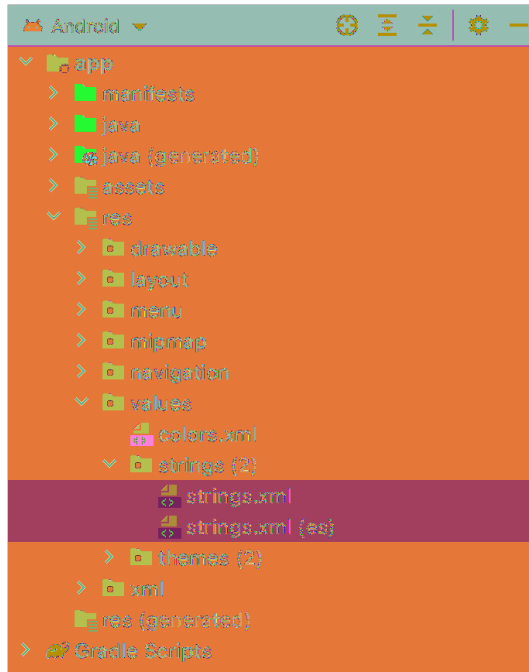 Android
app
manifests
java
java (generated)
assets
res
drawable
layout
menu
mipmap
navigation
values
colors.xml
strings (2)
strings.xml
strings.xml (es)
themes (2)
xml
res (generated)
Gradle Scripts